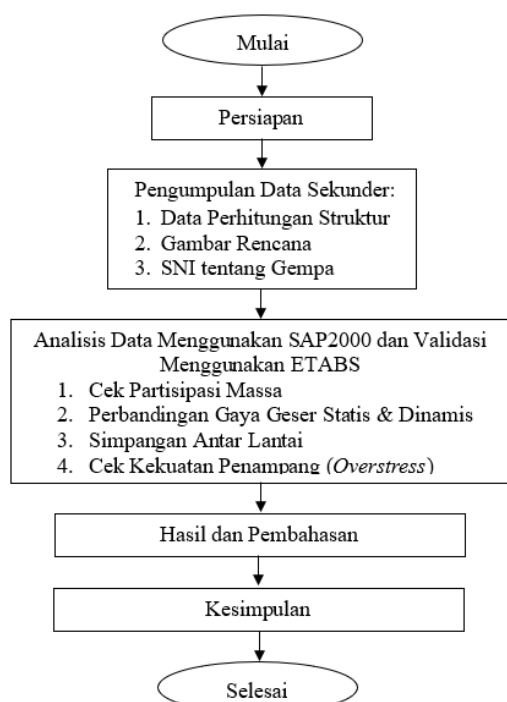 Mulai
Persiapan
Pengumpulan Data Sekunder:
1. Data Perhitungan Struktur
2. Gambar Rencana
3. SNI tentang Gempa
Analisis Data Menggunakan SAP2000 dan Validasi
Menggunakan ETABS
1. Cek Partisipasi Massa
2. Perbandingan Gaya Geser Statis & Dinamis
3. Simpangan Antar Lantai
4. Cek Kekuatan Penampang (Overstress)
Hasil dan Pembahasan
Kesimpulan
Selesai